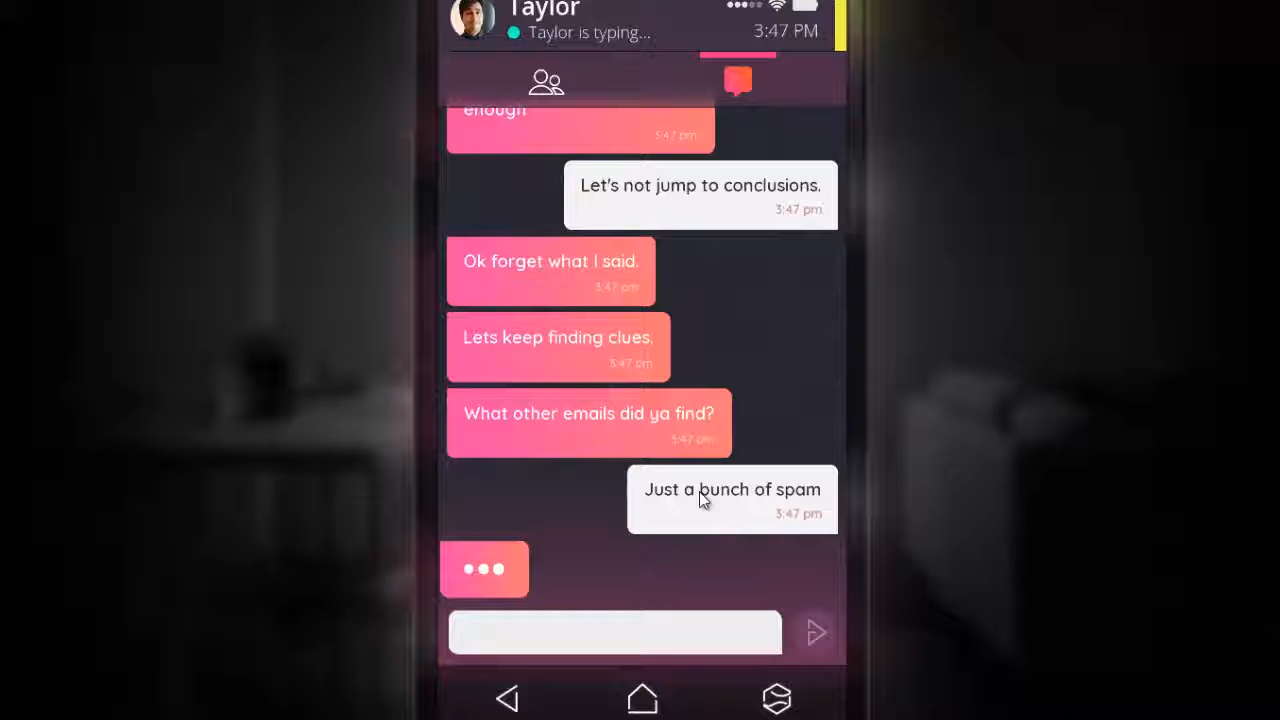 Taylor
Taylor is typing...
3:47 PM
enough
3:47 pm
Let's not jump to conclusions.
3:47 pm
Ok forget what I said.
3:47 pm
Lets keep finding clues.
3:47 pm
What other emails did ya find?
3:47 pm
Just a bunch of spam
3:47 pm